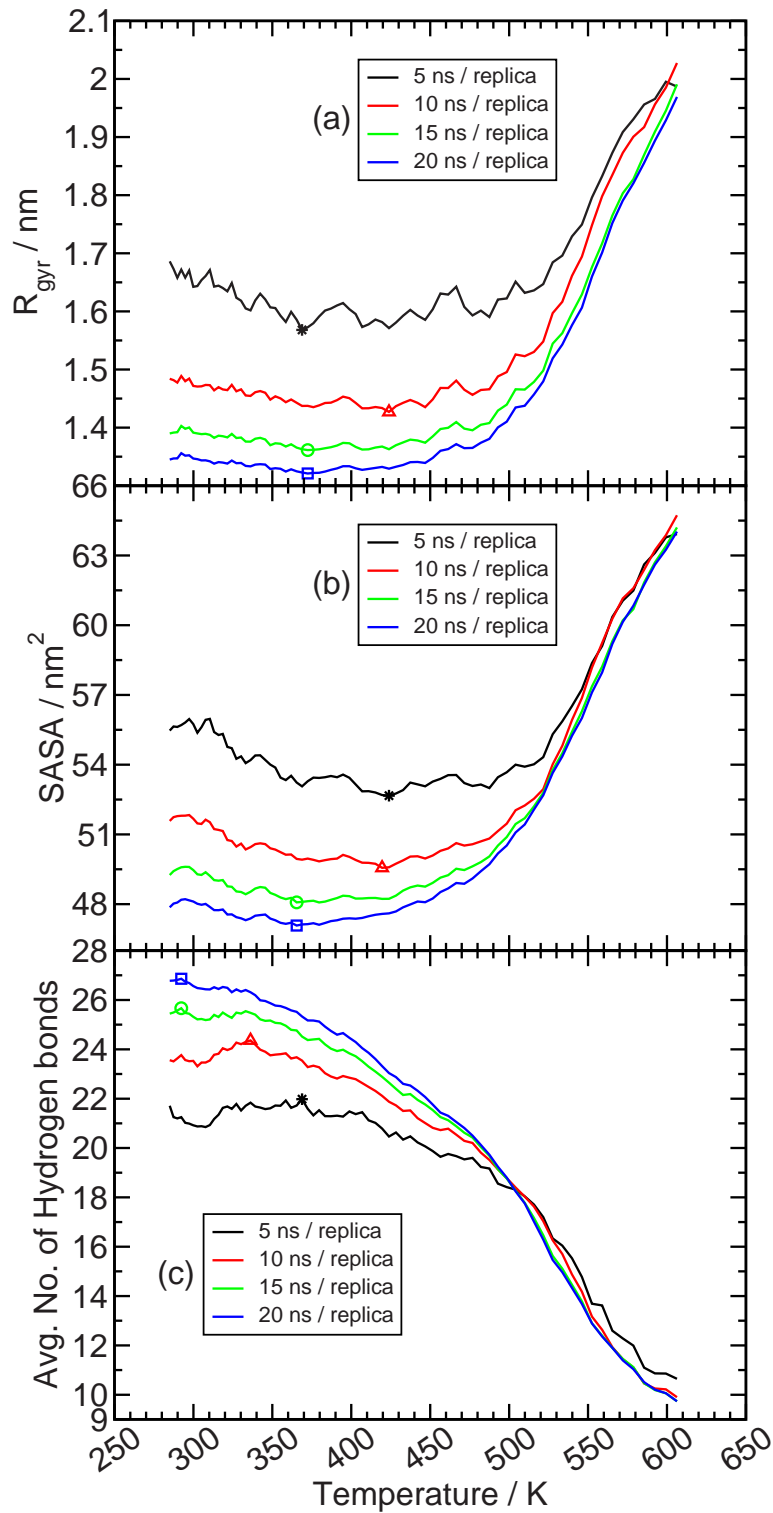 2.1
2
1.9
1.8
1.7
1.6
1.5
1.4
R_gyr / nm
(a)
5 ns / replica
10 ns / replica
15 ns / replica
20 ns / replica
66
63
60
57
54
51
48
SASA / nm²
(b)
5 ns / replica
10 ns / replica
15 ns / replica
20 ns / replica
28
26
24
22
20
18
16
14
12
10
9
Avg. No. of Hydrogen bonds
(c)
5 ns / replica
10 ns / replica
15 ns / replica
20 ns / replica
250 300 350 400 450 500 550 600 650
Temperature / K